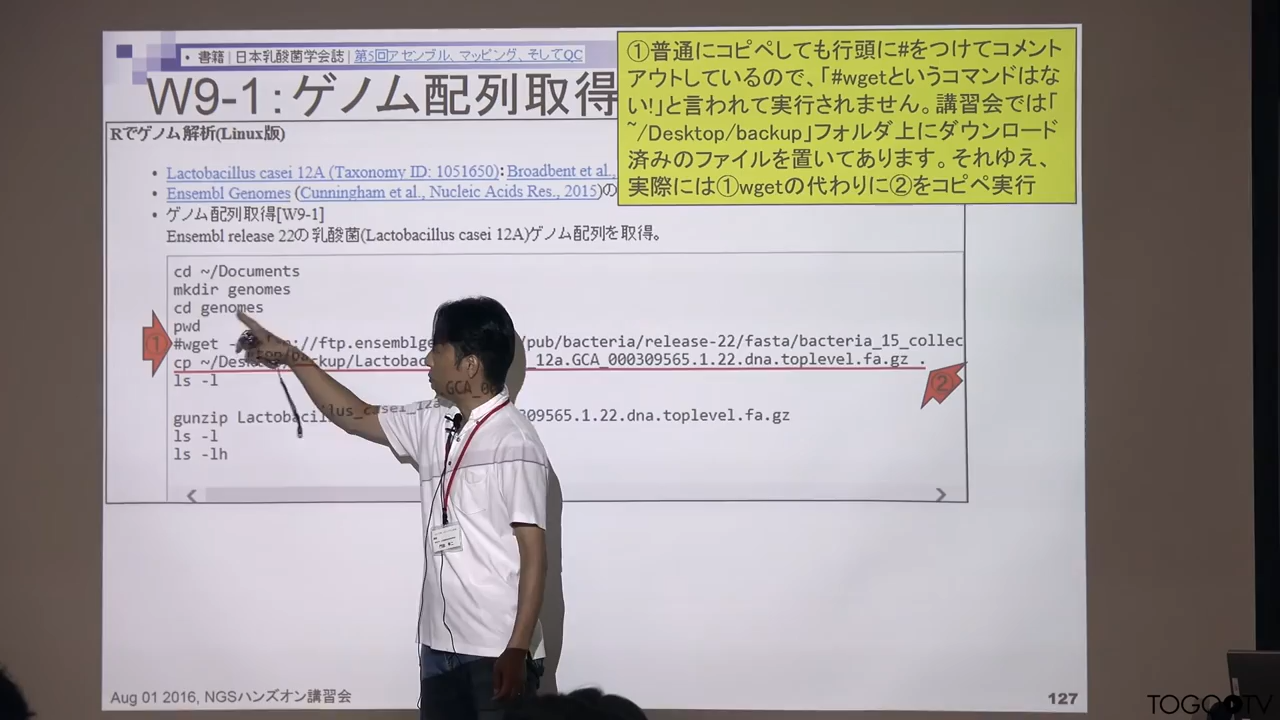 • 書籍 | 日本乳酸菌学会誌 | 第5回アセンブル、マッピング、そしてQC
W9-1:ゲノム配列取得
①普通にコピペしても行頭に#をつけてコメント
アウトしているので、「#wgetというコマンドはな
い!」と言われて実行されません。講習会では「
~/Desktop/backup」フォルダ上にダウンロード
済みのファイルを置いてあります。それゆえ、
実際には①wgetの代わりに②をコピペ実行
Rでゲノム解析(Linux版)
• Lactobacillus casei 12A (Taxonomy ID: 1051650): Broadbent et al.,
• Ensembl Genomes (Cunningham et al., Nucleic Acids Res., 2015)の
• ゲノム配列取得[W9-1]
Ensembl release 22の乳酸菌(Lactobacillus casei 12A)ゲノム配列を取得。
cd ~/Documents
mkdir genomes
cd genomes
pwd
①
#wget - ://ftp.ensemblge /pub/bacteria/release-22/fasta/bacteria_15_collec
cp ~/Desktop/backup/Lactobac _12a.GCA_000309565.1.22.dna.toplevel.fa.gz .
②
ls -l
gunzip Lactobacillus_casei_12a .GCA_000309565.1.22.dna.toplevel.fa.gz
ls -l
ls -lh
Aug 01 2016, NGSハンズオン講習会
127
TOGOTV